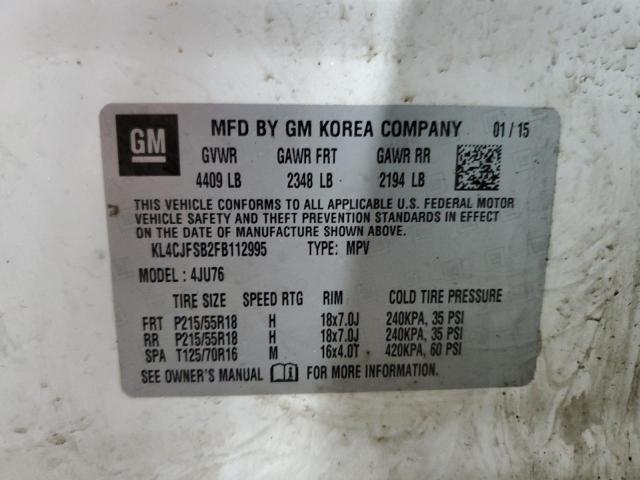 GM MFD BY GM KOREA COMPANY 01 / 15
GVWR GAWR FRT GAWR RR
4409 LB 2348 LB 2194 LB
THIS VEHICLE CONFORMS TO ALL APPLICABLE U.S. FEDERAL MOTOR
VEHICLE SAFETY AND THEFT PREVENTION STANDARDS IN EFFECT
ON THE DATE OF MANUFACTURE SHOWN ABOVE.
KL4CJFSB2FB112995 TYPE: MPV
MODEL : 4JU76
TIRE SIZE SPEED RTG RIM COLD TIRE PRESSURE
FRT P215/55R18 H 18x7.0J 240KPA, 35 PSI
RR P215/55R18 H 18x7.0J 240KPA, 35 PSI
SPA T125/70R16 M 16x4.0T 420KPA, 60 PSI
SEE OWNER'S MANUAL FOR MORE INFORMATION.